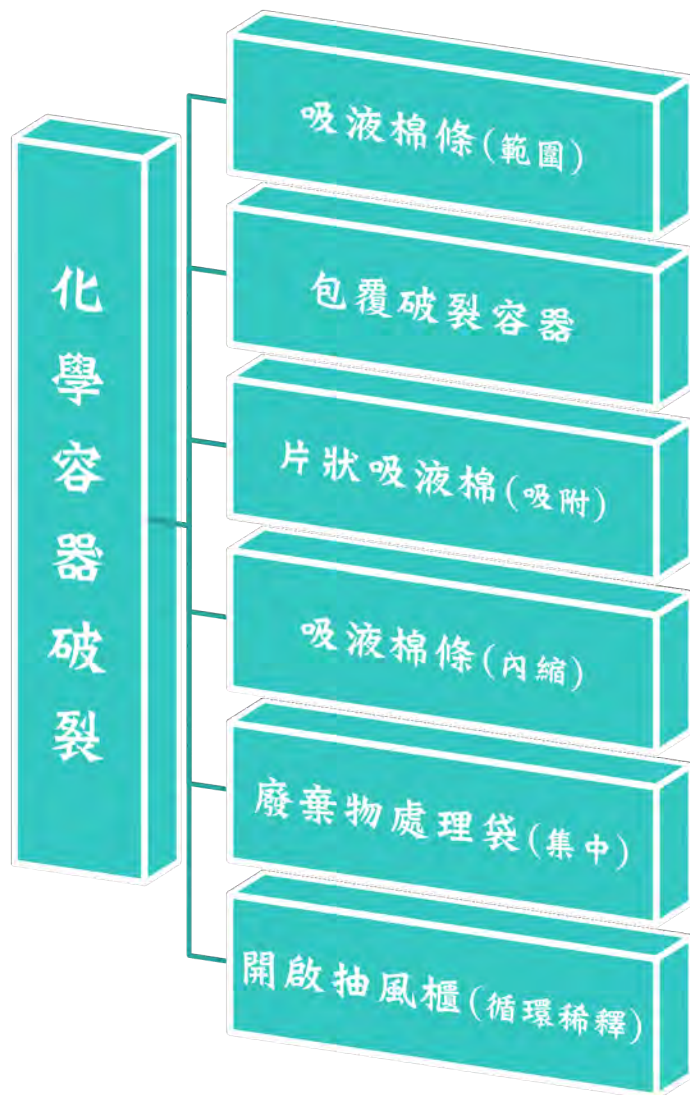 化學容器破裂
吸液棉條(範圍)
包覆破裂容器
片狀吸液棉(吸附)
吸液棉條(內縮)
廢棄物處理袋(集中)
開啟抽風櫃(循環稀釋)